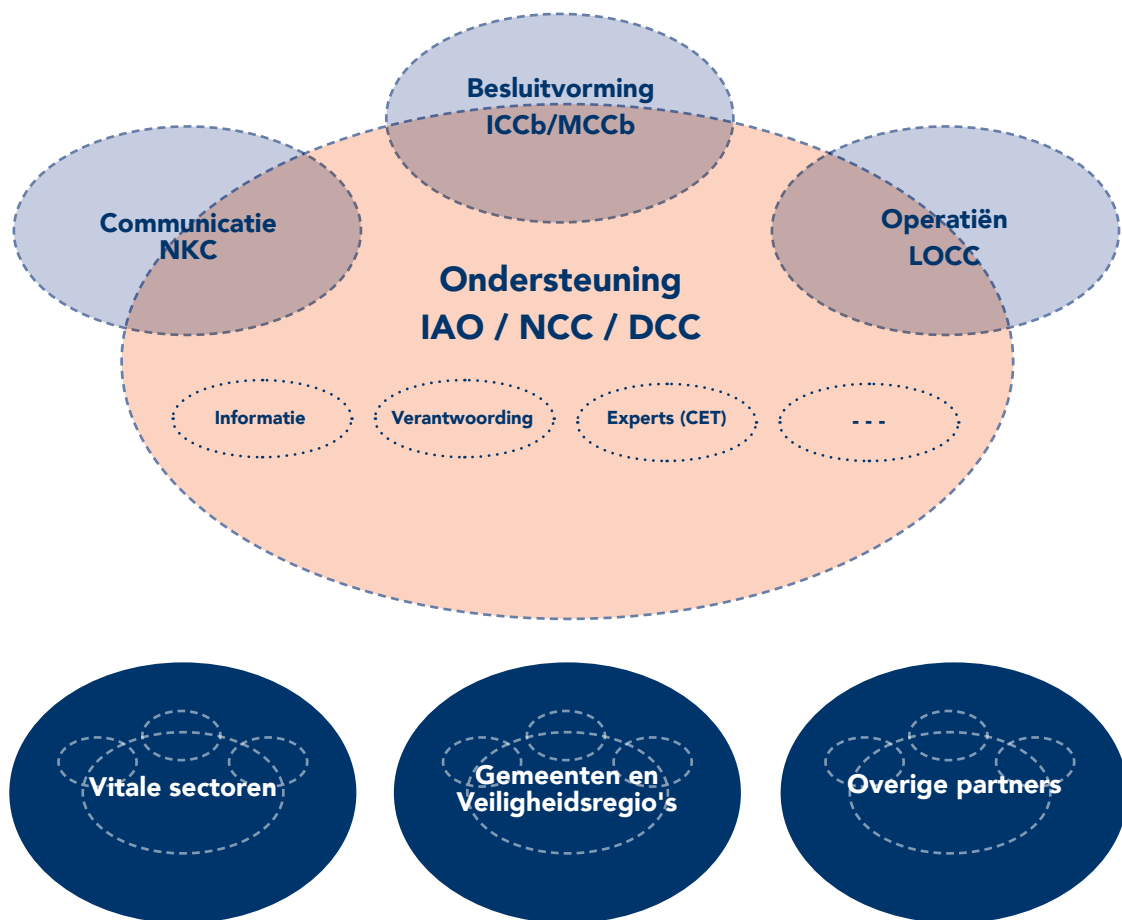 Besluitvorming
ICCb/MCCb
Communicatie
NKC
Operatiën
LOCC
Ondersteuning
IAO / NCC / DCC
Informatie
Verantwoording
Experts (CET)
- - -
Vitale sectoren
Gemeenten en
Veiligheidsregio's
Overige partners